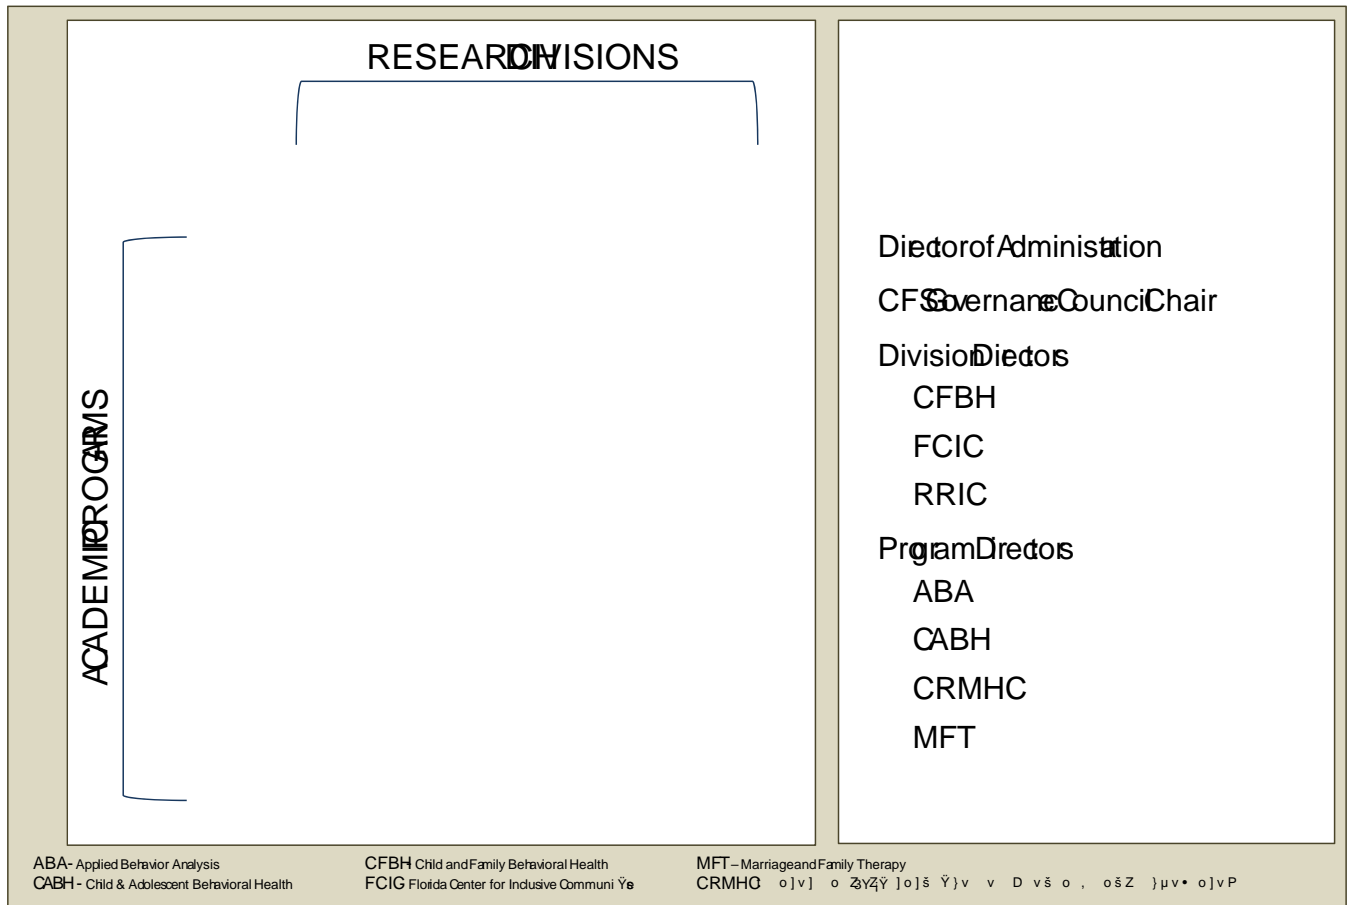 RESEARCH DIVISIONS
ACADEMIC PROGRAMS
Director of Administration
CFS Governance Council Chair
Division Directors
CFBH
FCIC
RRIC
Program Directors
ABA
CABH
CRMHC
MFT
ABA - Applied Behavior Analysis
CABH - Child & Adolescent Behavioral Health
CFBH - Child and Family Behavioral Health
FCIC - Florida Center for Inclusive Communities
MFT – Marriage and Family Therapy
CRMHC